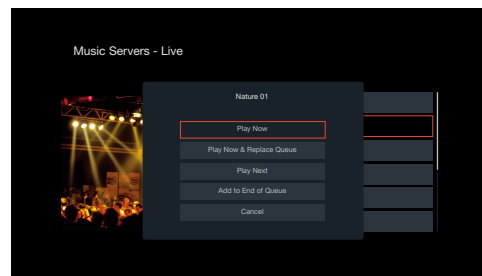 Music Servers - Live
Nature 01
Play Now
Play Now & Replace Queue
Play Next
Add to End of Queue
Cancel